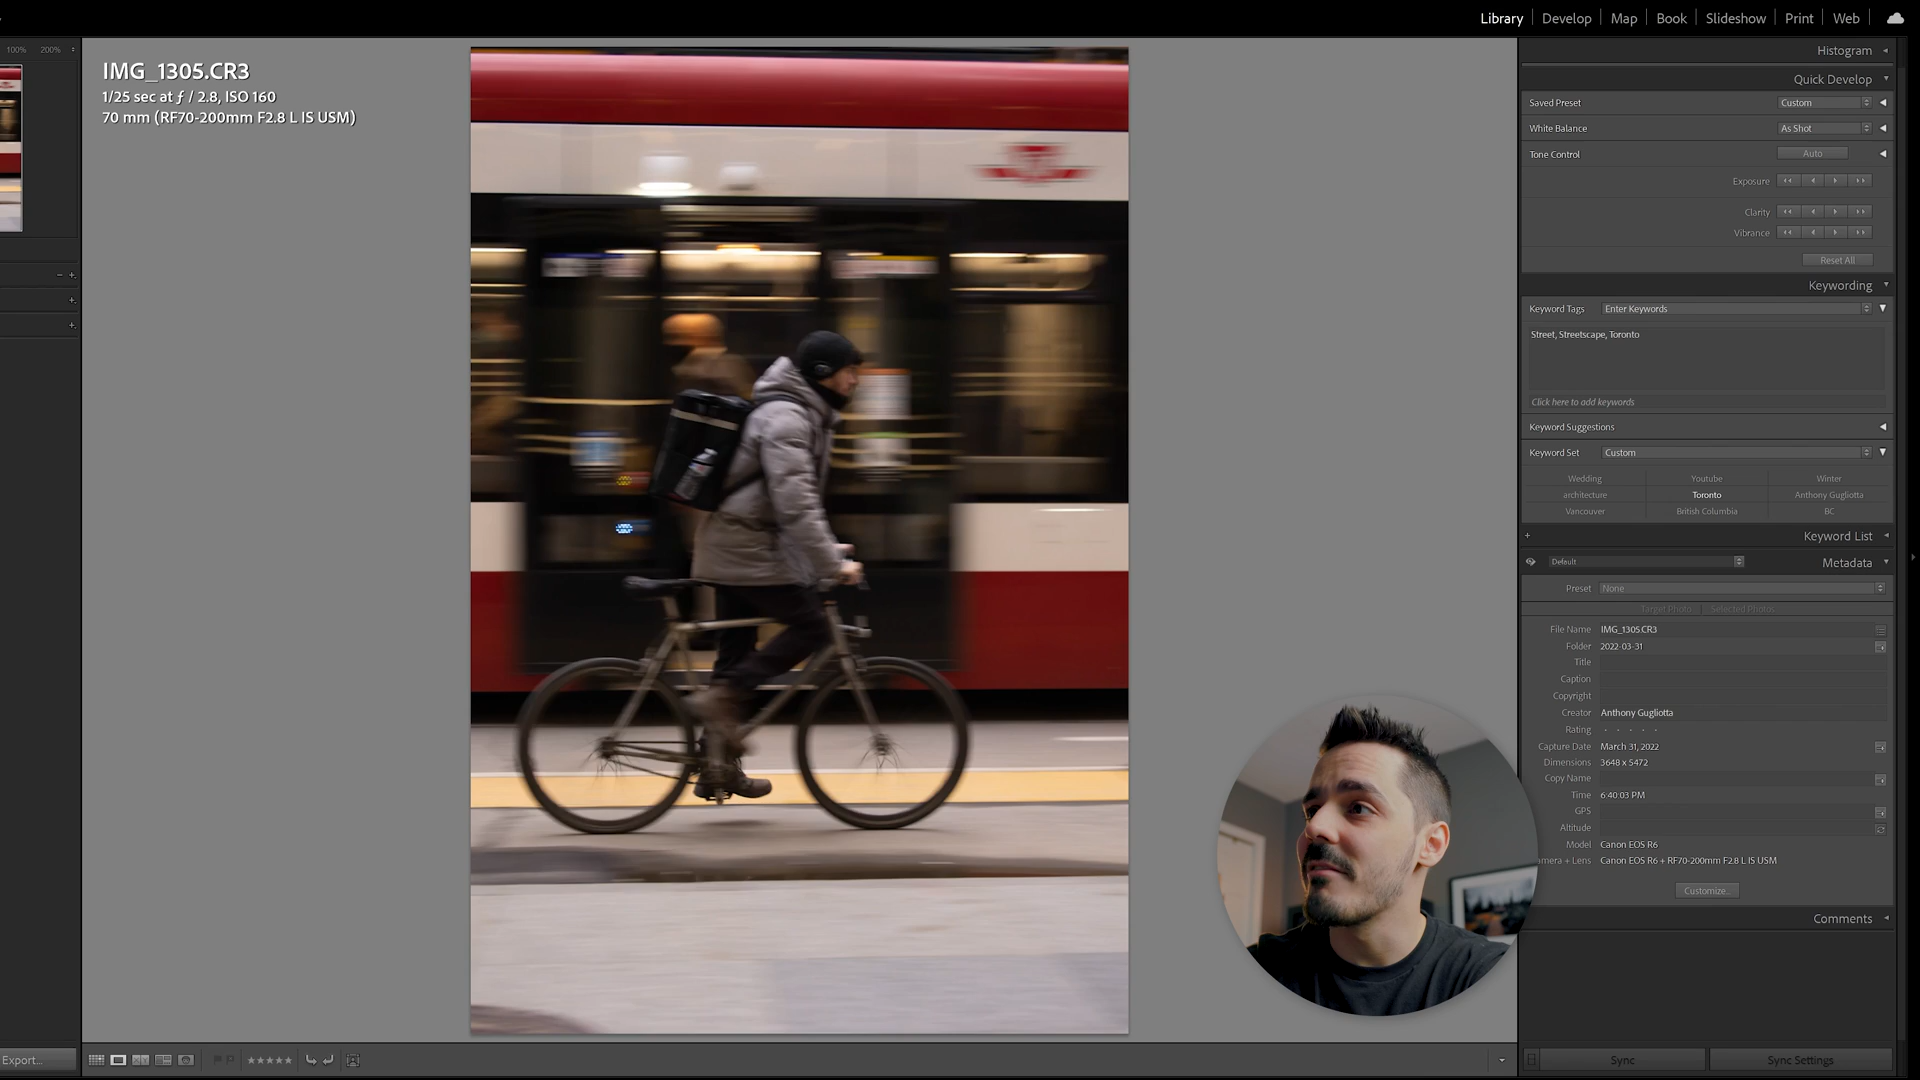 Library Develop Map Book Slideshow Print Web
100% 200%
IMG_1305.CR3
1/25 sec at ƒ / 2.8, ISO 160
70 mm (RF70-200mm F2.8 L IS USM)
Histogram
Quick Develop
Saved Preset Custom
White Balance As Shot
Tone Control Auto
Exposure
Clarity
Vibrance
Reset All
Keywording
Keyword Tags Enter Keywords
Street, Streetscape, Toronto
Click here to add keywords
Keyword Suggestions
Keyword Set Custom
Wedding Youtube Winter
architecture Toronto Anthony Gugliotta
Vancouver British Columbia BC
+ Keyword List
Default Metadata
Preset None
Target Photo Selected Photos
File Name IMG_1305.CR3
Folder 2022-03-31
Title
Caption
Copyright
Creator Anthony Gugliotta
Rating
Capture Date March 31, 2022
Dimensions 3648 x 5472
Copy Name
Time 6:40:03 PM
GPS
Altitude
Model Canon EOS R6
mera + Lens Canon EOS R6 + RF70-200mm F2.8 L IS USM
Customize...
Comments
Export...
Sync Sync Settings